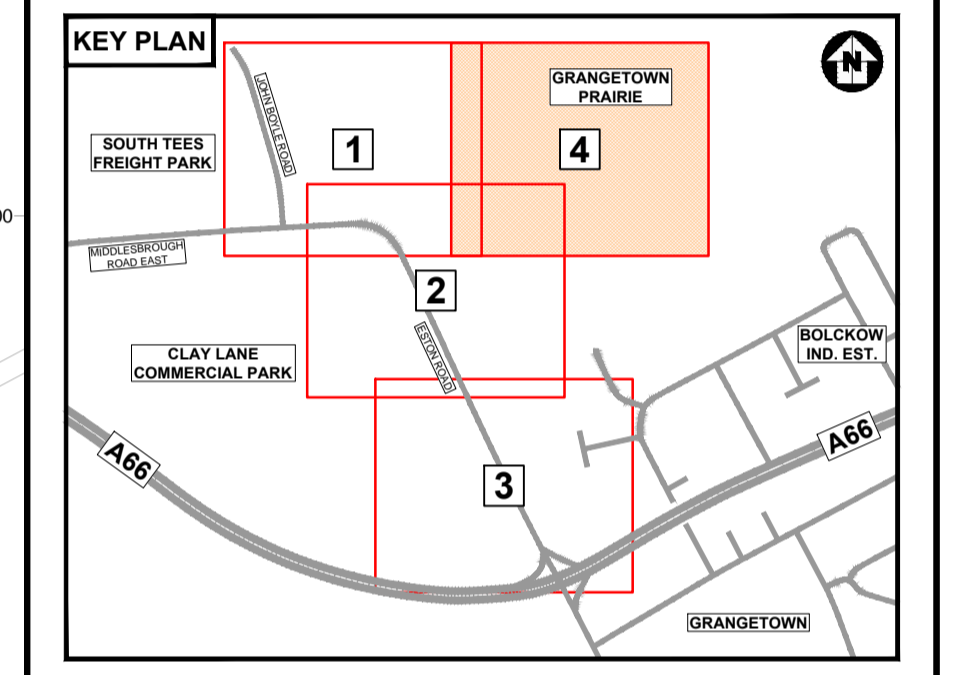 KEY PLAN
N
GRANGETOWN
PRAIRIE
JOHN BOYLE ROAD
SOUTH TEES
FREIGHT PARK
1
4
00
MIDDLESBROUGH
ROAD EAST
2
ESTON ROAD
BOLCKOW
IND. EST.
CLAY LANE
COMMERCIAL PARK
A66
A66
3
GRANGETOWN